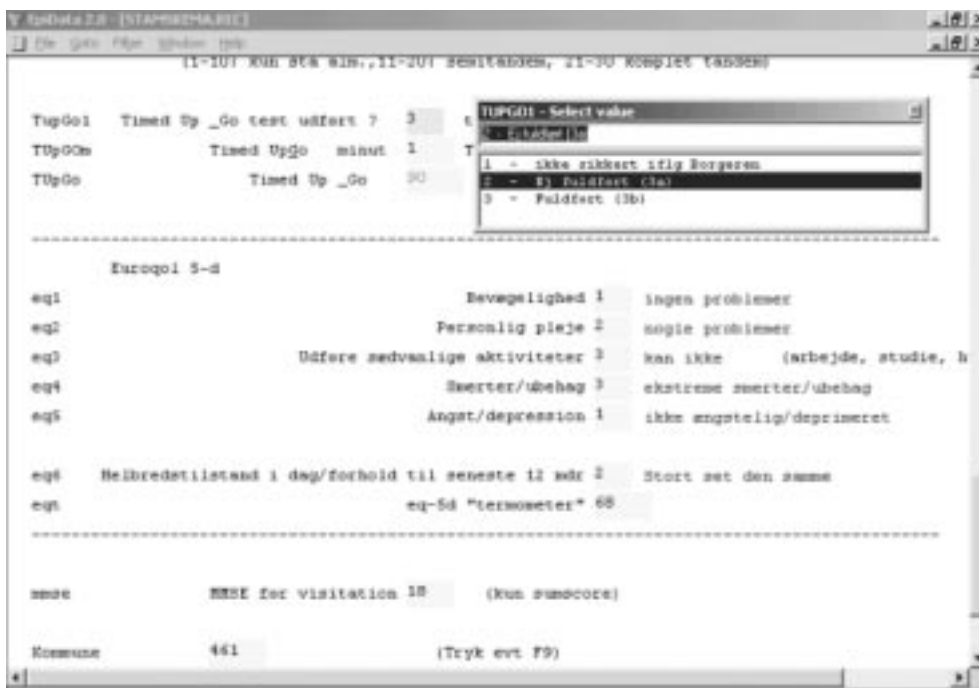 EpiData 2.0 - [STAMSKEMA.REC]
File Goto Filter Window Help
(1-10) Kun stå alm.,11-20) semitandem, 21-30 Komplet tandem)
TUPGO1 - Select value
TupGo1 Timed Up _Go test udført ? 3 t
2 - Ej fuldført (3a)
TUpGOm Timed Upgo minut 1 T
1 - ikke sikkert iflg Borgeren
TUpGo Timed Up _Go
2 - Ej fuldført (3a)
3 - Fuldført (3b)
Euroqol 5-d
eq1 Bevægelighed 1 ingen problemer
eq2 Personlig pleje 2 nogle problemer
eq3 Udføre sædvanlige aktiviteter 3 kan ikke (arbejde, studie, h
eq4 Smerter/ubehag 3 ekstreme smerter/ubehag
eq5 Angst/depression 1 ikke ængstelig/deprimeret
eq6 Helbredstilstand i dag/forhold til seneste 12 mdr 2 Stort set den samme
eqt eq-5d "termometer" 68
mmse MMSE for visitation 18 (kun sumscore)
Kommune 461 (Tryk evt F9)